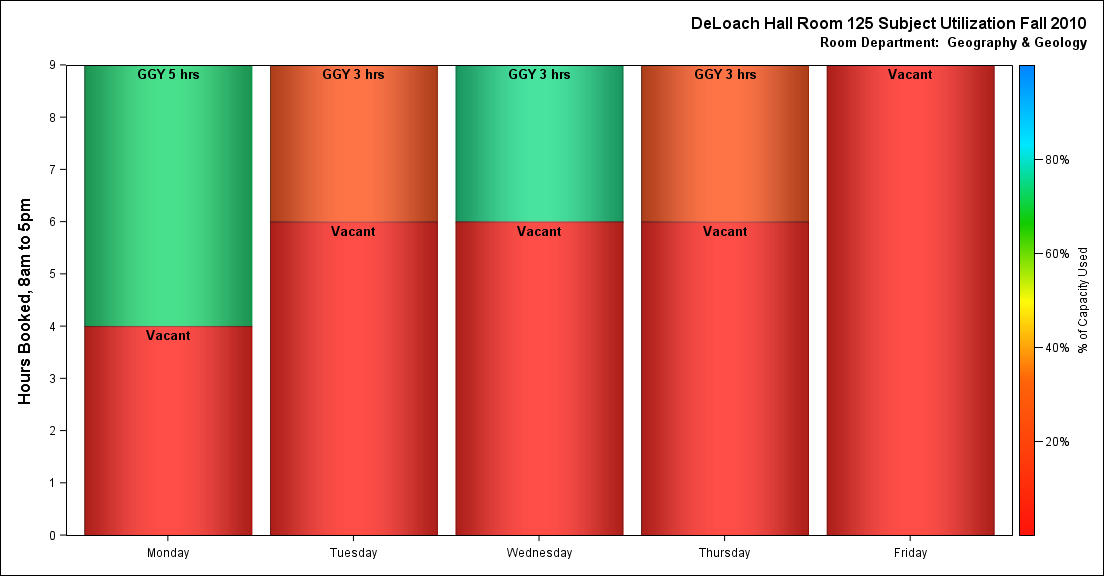 DeLoach Hall Room 125 Subject Utilization Fall 2010
Room Department:  Geography & Geology
Hours Booked, 8am to 5pm
9
8
7
6
5
4
3
2
1
0
GGY 5 hrs
Vacant
GGY 3 hrs
Vacant
GGY 3 hrs
Vacant
GGY 3 hrs
Vacant
Vacant
Monday
Tuesday
Wednesday
Thursday
Friday
80%
60%
40%
20%
% of Capacity Used